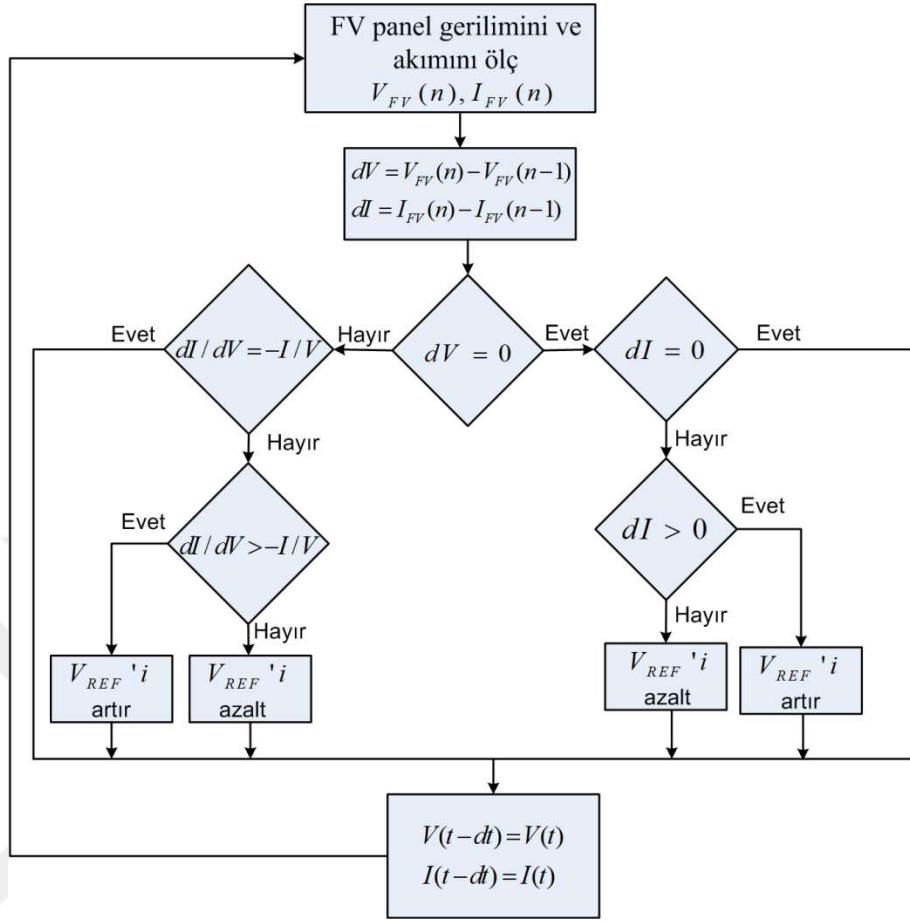 FV panel gerilimini ve
akımını ölç
V_FV (n), I_FV (n)
dV = V_FV(n) − V_FV(n−1)
dI = I_FV(n) − I_FV(n−1)
Evet
dI / dV = −I / V
Hayır
dV = 0
Evet
dI = 0
Evet
Hayır
Hayır
Evet
dI / dV > −I / V
Evet
dI > 0
Hayır
Hayır
V_REF 'i
artır
V_REF 'i
azalt
V_REF 'i
azalt
V_REF 'i
artır
V(t−dt) = V(t)
I(t−dt) = I(t)